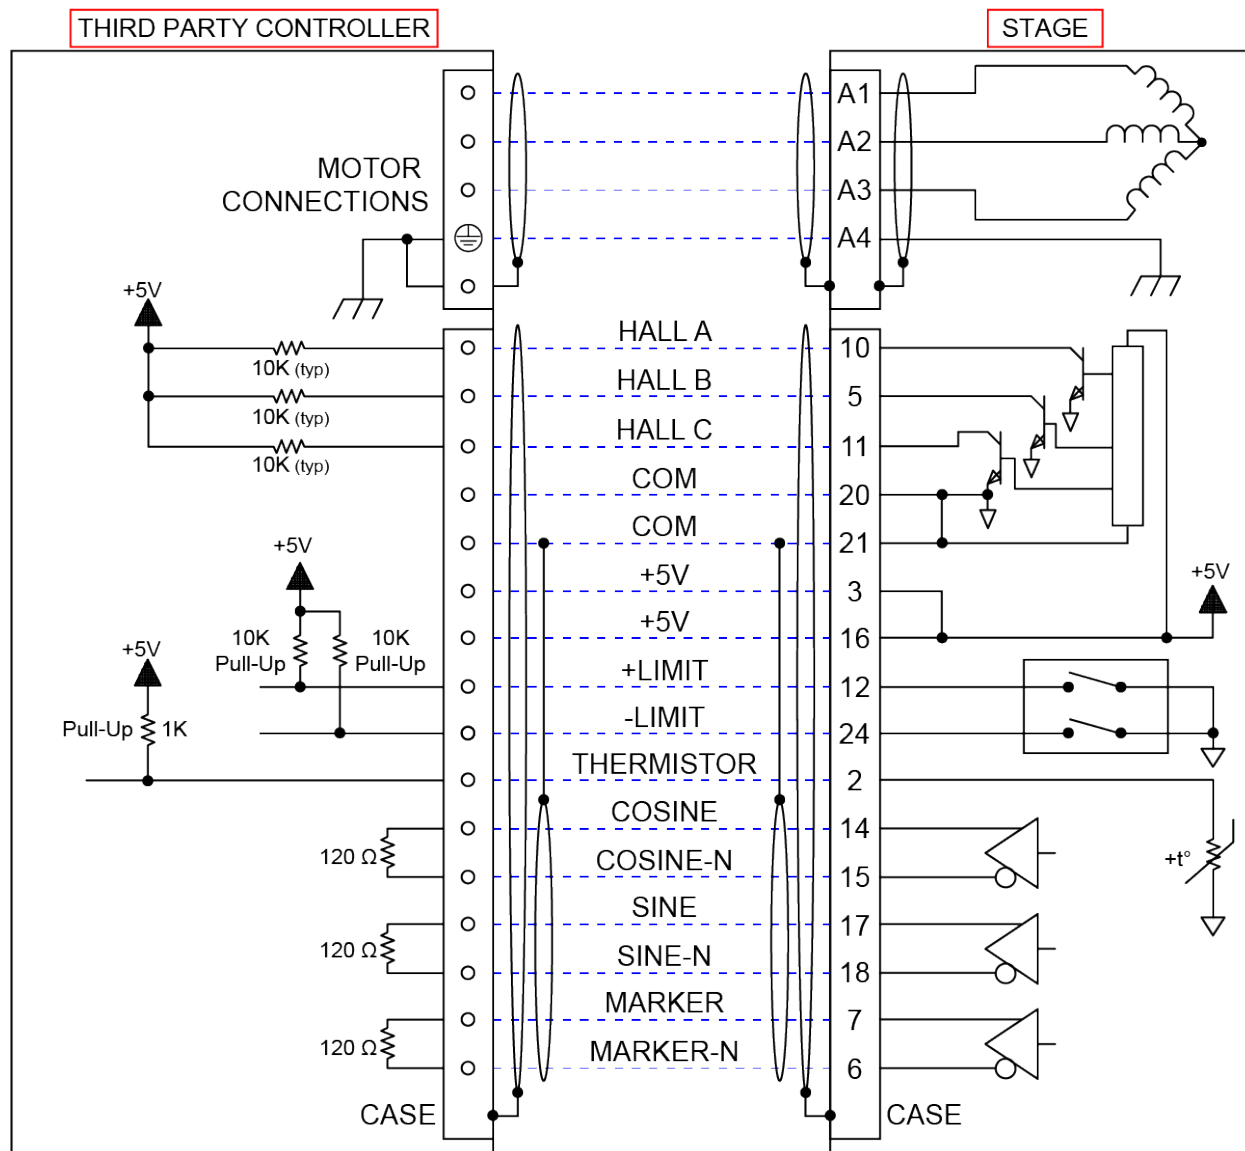 THIRD PARTY CONTROLLER
STAGE
MOTOR
CONNECTIONS
A1
A2
A3
A4
+5V
10K (typ)
10K (typ)
10K (typ)
HALL A
10
HALL B
5
HALL C
11
COM
20
COM
21
+5V
3
+5V
16
+5V
+5V
10K
Pull-Up
10K
Pull-Up
+LIMIT
12
-LIMIT
24
+5V
Pull-Up
1K
THERMISTOR
2
+t°
COSINE
14
120 Ω
COSINE-N
15
SINE
17
120 Ω
SINE-N
18
MARKER
7
120 Ω
MARKER-N
6
CASE
CASE